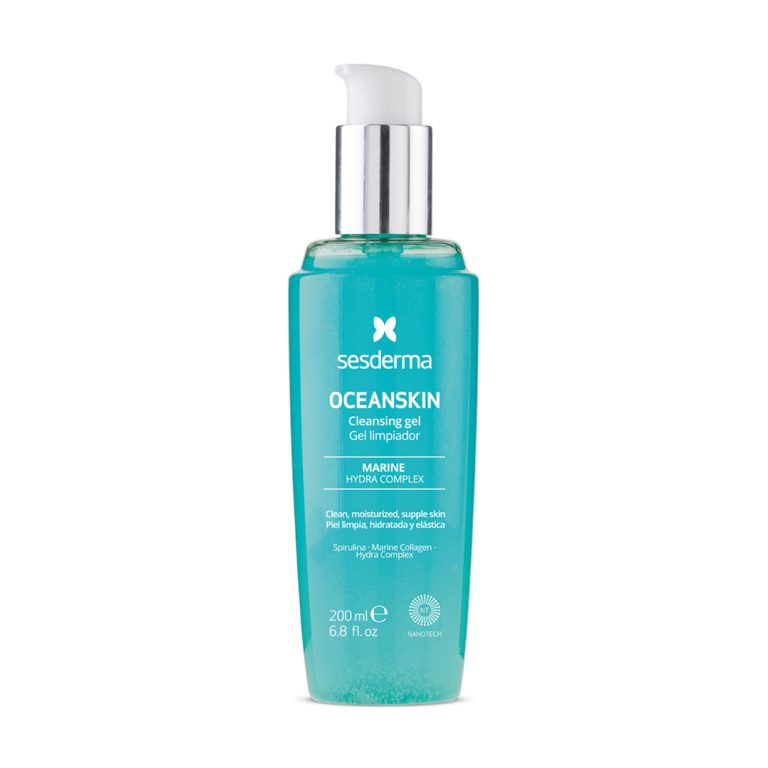 sesderma
OCEANSKIN
Cleansing gel
Gel limpiador
MARINE
HYDRA COMPLEX
Clean, moisturized, supple skin
Piel limpia, hidratada y elástica
Spirulina · Marine Collagen ·
Hydra Complex
200 ml ℮
6.8 fl. oz
NT
NANOTECH